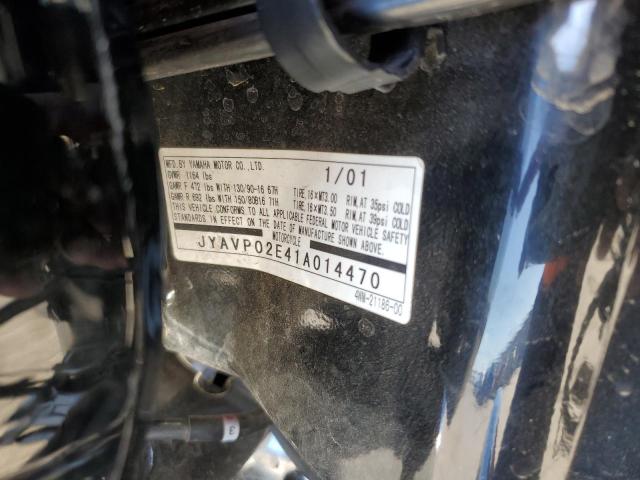 MFD. BY YAMAHA MOTOR CO., LTD. 1/01
GVWR 1164 lbs
GAWR F 472 lbs WITH 130/90-16 67H TIRE, 16 x MT3.00 RIM, AT 35psi COLD
GAWR R 692 lbs WITH 150/80B16 71H TIRE, 16 x MT3.50 RIM, AT 39psi COLD
THIS VEHICLE CONFORMS TO ALL APPLICABLE FEDERAL MOTOR VEHICLE SAFETY
STANDARDS IN EFFECT ON THE DATE OF MANUFACTURE SHOWN ABOVE.
MOTORCYCLE
JYAVP02E41A014470
4WM-21186-00
3